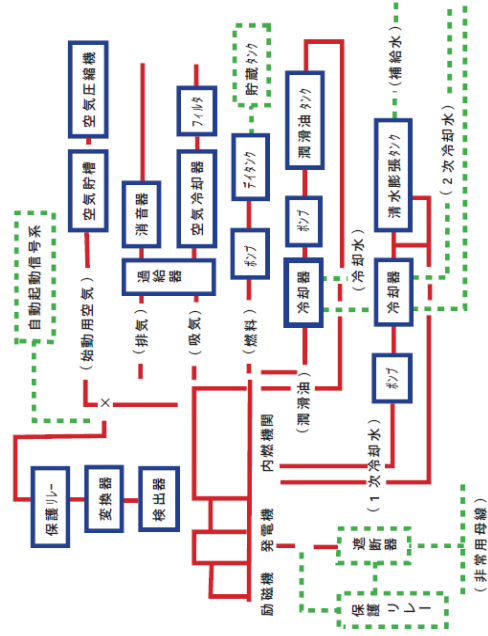 自動起動信号系
空気貯槽
空気圧縮機
(始動用空気)
(排気)
消音器
過給器
(吸気)
空気冷却器
フィルタ
(燃料)
ポンプ
デイタンク
貯蔵タンク
(潤滑油)
冷却器
ポンプ
潤滑油タンク
(冷却水)
×
保護リレー
変換器
検出器
励磁機
発電機
内燃機関
(1次冷却水)
ポンプ
冷却器
清水膨張タンク
(補給水)
(2次冷却水)
遮断器
保護リレー
(非常用母線)